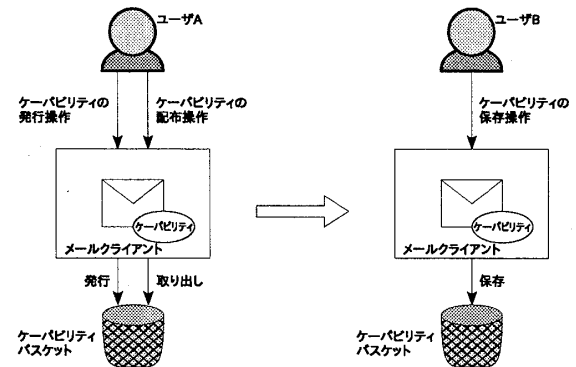 ユーザA
ユーザB
ケーパビリティの
発行操作
ケーパビリティの
配布操作
ケーパビリティの
保存操作
ケーパビリティ
メールクライアント
ケーパビリティ
メールクライアント
発行
取り出し
保存
ケーパビリティ
バスケット
ケーパビリティ
バスケット